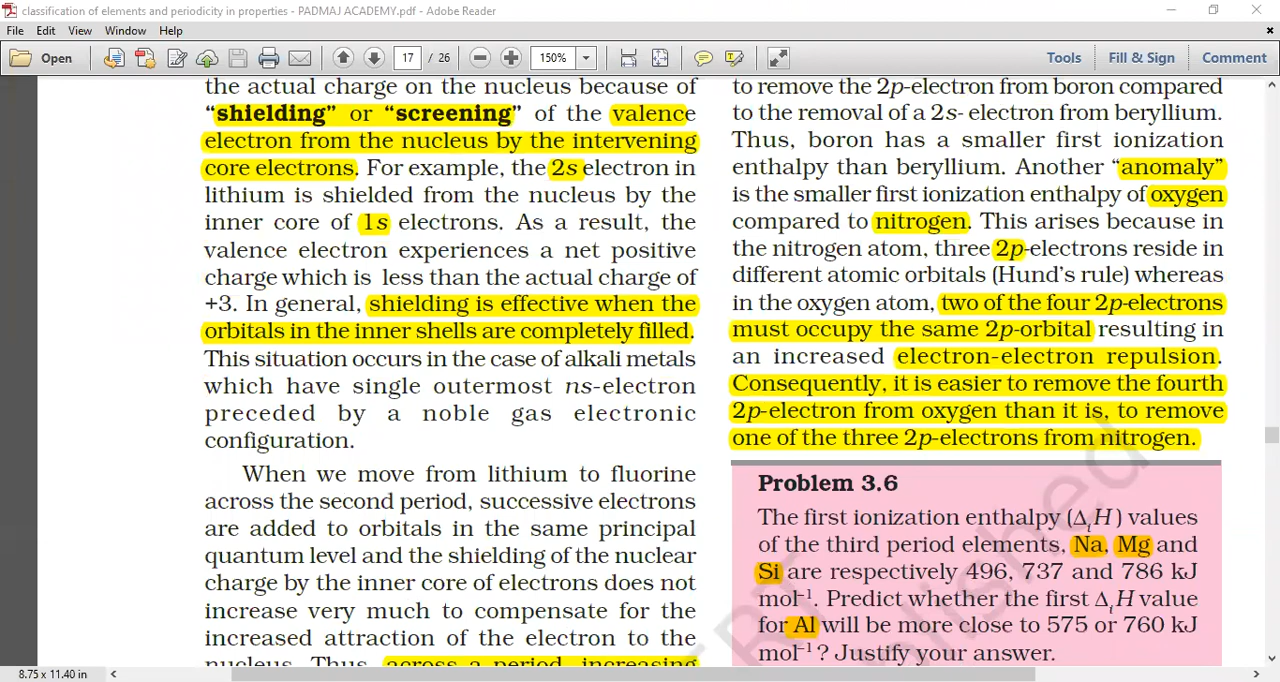 classification of elements and periodicity in properties - PADMAJ ACADEMY.pdf - Adobe Reader
File Edit View Window Help
Open 17 / 26 150% Tools Fill & Sign Comment
the actual charge on the nucleus because of
“shielding” or “screening” of the valence
electron from the nucleus by the intervening
core electrons. For example, the 2s electron in
lithium is shielded from the nucleus by the
inner core of 1s electrons. As a result, the
valence electron experiences a net positive
charge which is less than the actual charge of
+3. In general, shielding is effective when the
orbitals in the inner shells are completely filled.
This situation occurs in the case of alkali metals
which have single outermost ns-electron
preceded by a noble gas electronic
configuration.
When we move from lithium to fluorine
across the second period, successive electrons
are added to orbitals in the same principal
quantum level and the shielding of the nuclear
charge by the inner core of electrons does not
increase very much to compensate for the
increased attraction of the electron to the
nucleus. Thus, across a period, increasing
to remove the 2p-electron from boron compared
to the removal of a 2s- electron from beryllium.
Thus, boron has a smaller first ionization
enthalpy than beryllium. Another “anomaly”
is the smaller first ionization enthalpy of oxygen
compared to nitrogen. This arises because in
the nitrogen atom, three 2p-electrons reside in
different atomic orbitals (Hund’s rule) whereas
in the oxygen atom, two of the four 2p-electrons
must occupy the same 2p-orbital resulting in
an increased electron-electron repulsion.
Consequently, it is easier to remove the fourth
2p-electron from oxygen than it is, to remove
one of the three 2p-electrons from nitrogen.
Problem 3.6
The first ionization enthalpy (ΔᵢH) values
of the third period elements, Na, Mg and
Si are respectively 496, 737 and 786 kJ
mol⁻¹. Predict whether the first ΔᵢH value
for Al will be more close to 575 or 760 kJ
mol⁻¹ ? Justify your answer.
8.75 x 11.40 in